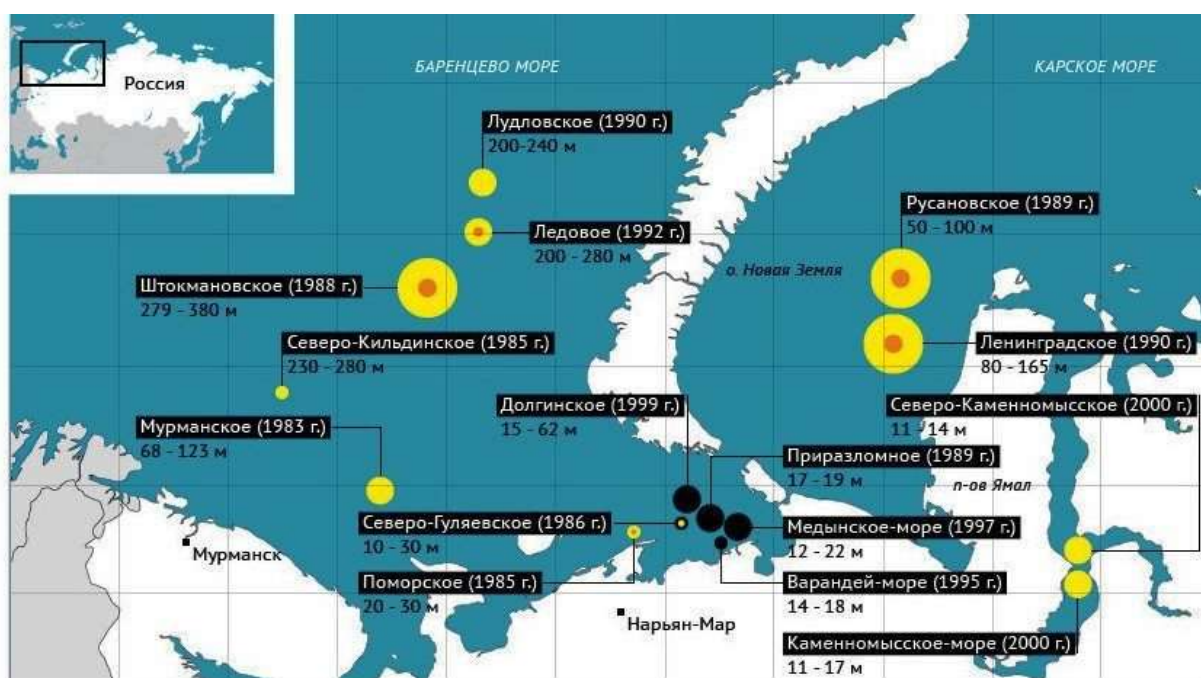 Россия
БАРЕНЦЕВО МОРЕ
КАРСКОЕ МОРЕ
Лудловское (1990 г.)
200-240 м
Русановское (1989 г.)
50 - 100 м
Ледовое (1992 г.)
200 - 280 м
о. Новая Земля
Штокмановское (1988 г.)
279 - 380 м
Северо-Кильдинское (1985 г.)
230 - 280 м
Ленинградское (1990 г.)
80 - 165 м
Долгинское (1999 г.)
15 - 62 м
Северо-Каменномысское (2000 г.)
11 - 14 м
Мурманское (1983 г.)
68 - 123 м
Приразломное (1989 г.)
17 - 19 м
п-ов Ямал
Северо-Гуляевское (1986 г.)
10 - 30 м
Медынское-море (1997 г.)
12 - 22 м
Мурманск
Поморское (1985 г.)
20 - 30 м
Варандей-море (1995 г.)
14 - 18 м
Нарьян-Мар
Каменномысское-море (2000 г.)
11 - 17 м